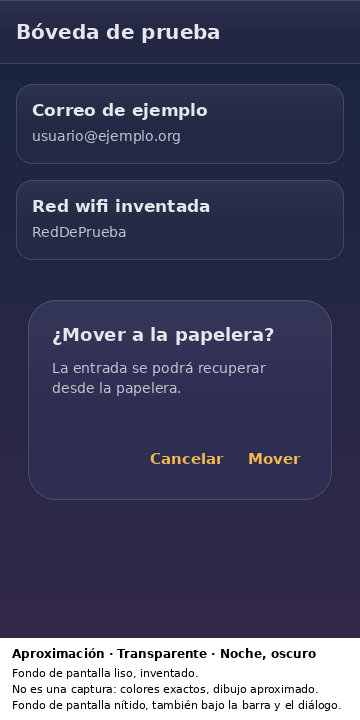 Bóveda de prueba
Correo de ejemplo
usuario@ejemplo.org
Red wifi inventada
RedDePrueba
¿Mover a la papelera?
La entrada se podrá recuperar
desde la papelera.
Cancelar Mover
Aproximación · Transparente · Noche, oscuro
Fondo de pantalla liso, inventado.
No es una captura: colores exactos, dibujo aproximado.
Fondo de pantalla nítido, también bajo la barra y el diálogo.